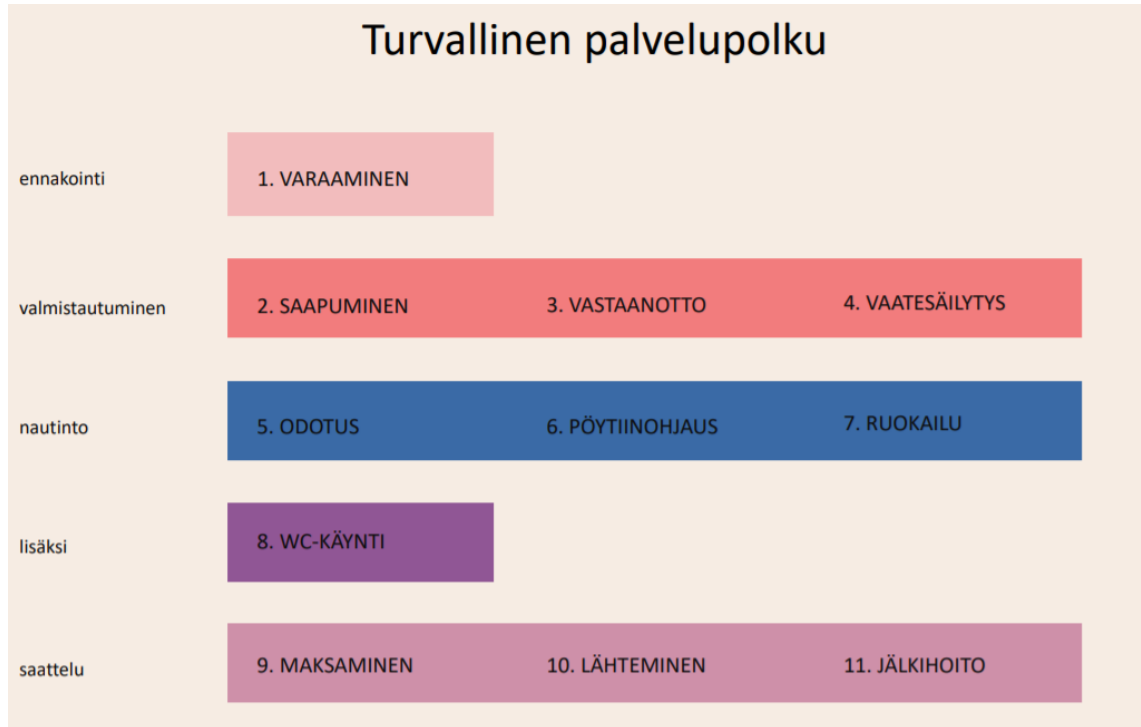 Turvallinen palvelupolku
ennakointi 1. VARAAMINEN
valmistautuminen 2. SAAPUMINEN 3. VASTAANOTTO 4. VAATESÄILYTYS
nautinto 5. ODOTUS 6. PÖYTIINOHJAUS 7. RUOKAILU
lisäksi 8. WC-KÄYNTI
saattelu 9. MAKSAMINEN 10. LÄHTEMINEN 11. JÄLKIHOITO